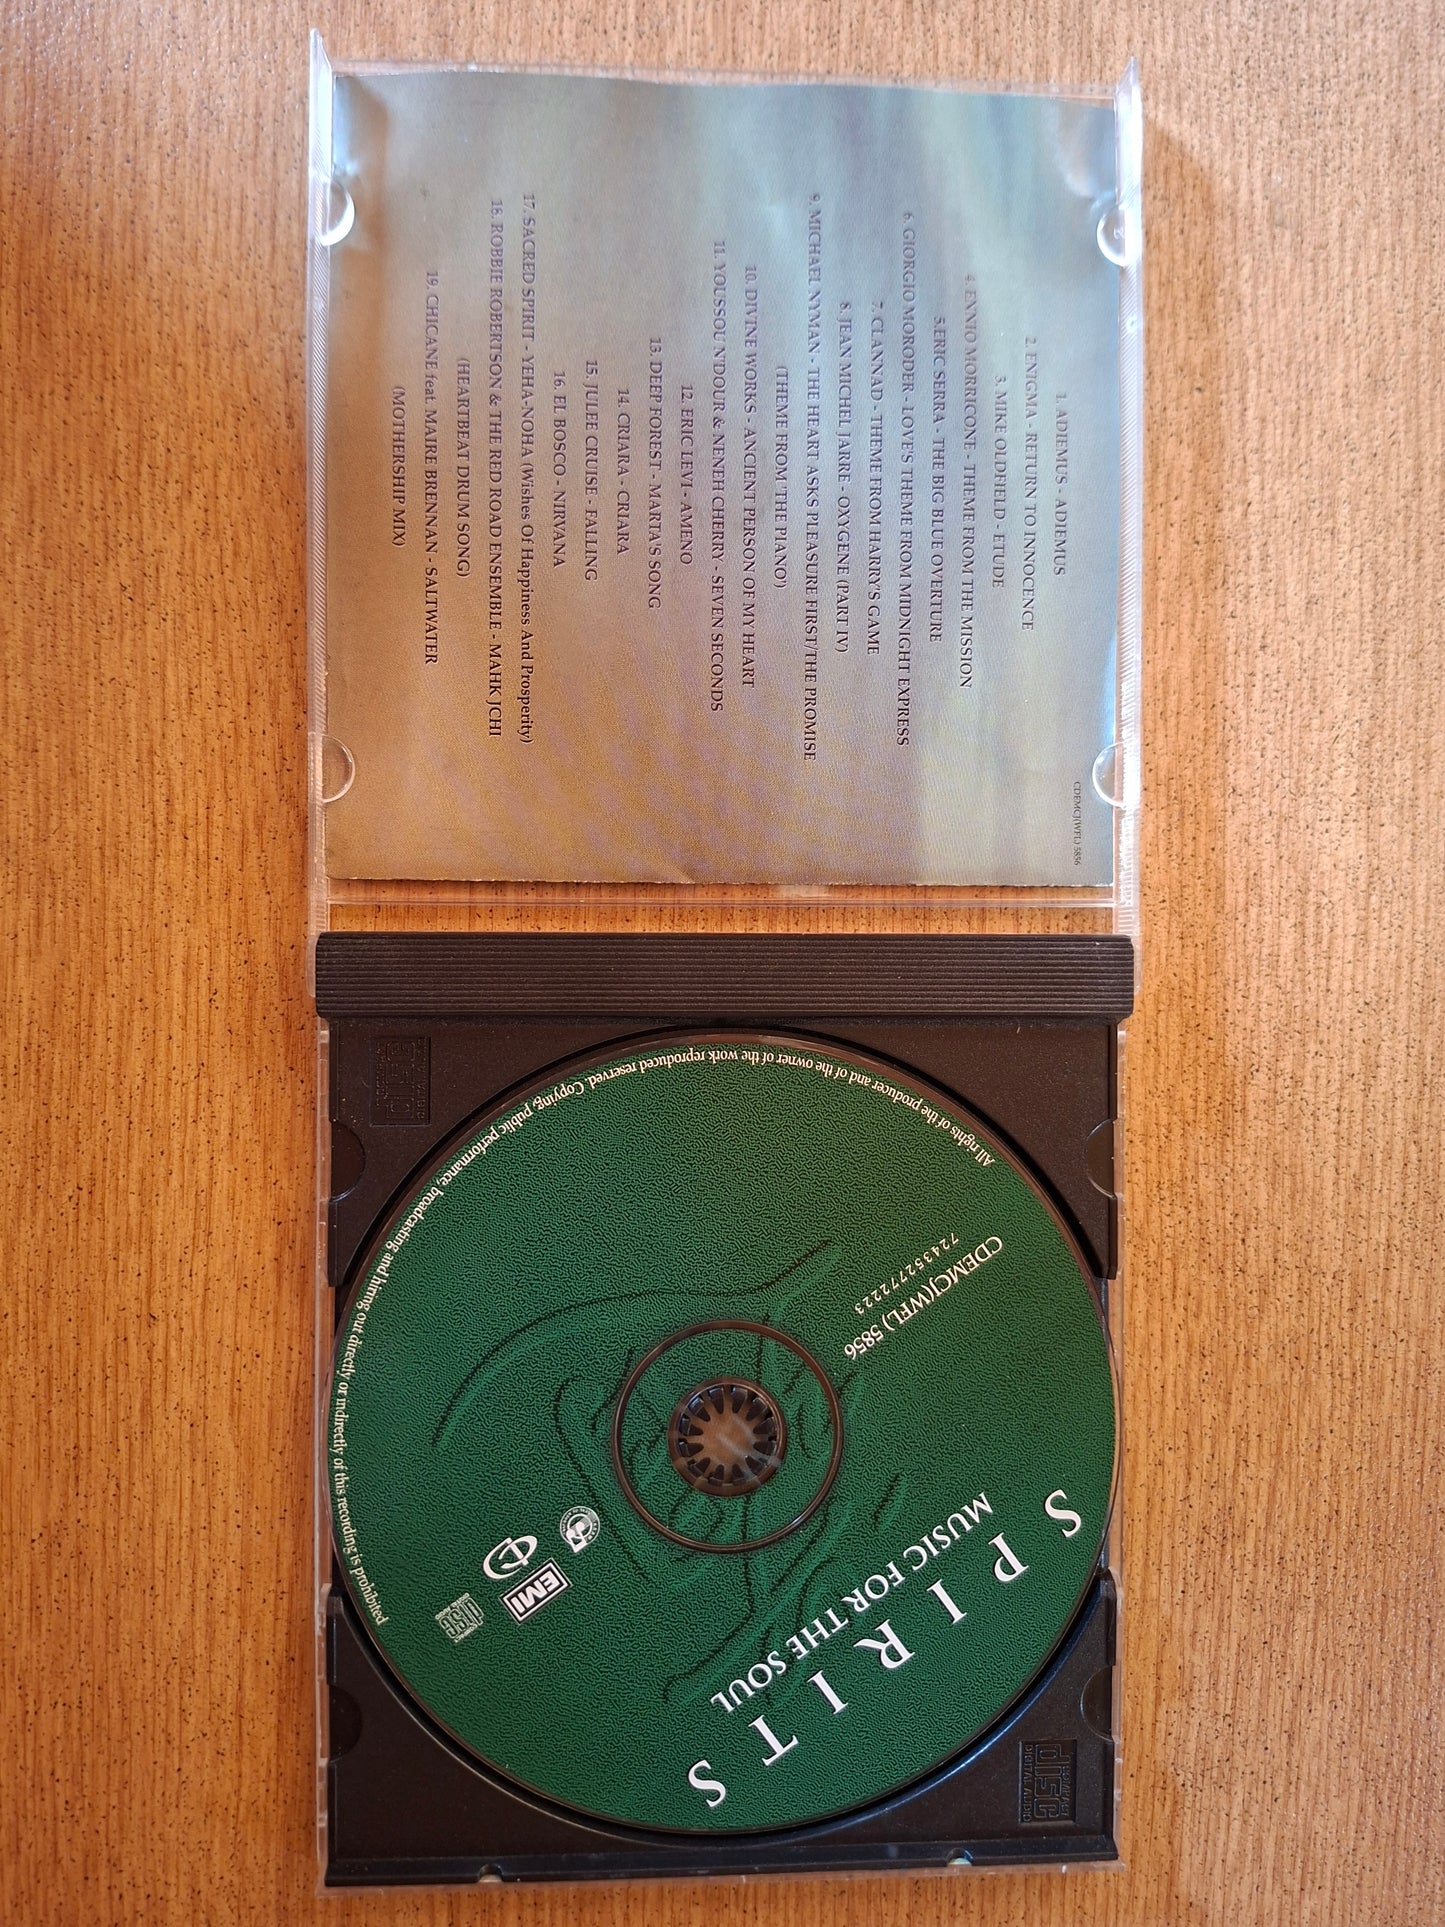 1. ADIEMUS - ADIEMUS
2. ENIGMA - RETURN TO INNOCENCE
3. MIKE OLDFIELD - ETUDE
4. ENNIO MORRICONE - THEME FROM THE MISSION
5.ERIC SERRA - THE BIG BLUE OVERTURE
6. GIORGIO MORODER - LOVE'S THEME FROM MIDNIGHT EXPRESS
7. CLANNAD - THEME FROM HARRY'S GAME
8. JEAN MICHEL JARRE - OXYGENE (PART IV)
9. MICHAEL NYMAN - THE HEART ASKS PLEASURE FIRST/THE PROMISE
(THEME FROM 'THE PIANO')
10. DIVINE WORKS - ANCIENT PERSON OF MY HEART
11. YOUSSOU N'DOUR & NENEH CHERRY - SEVEN SECONDS
12. ERIC LEVI - AMENO
13. DEEP FOREST - MARTA'S SONG
14. CRIARA - CRIARA
15. JULEE CRUISE - FALLING
16. EL BOSCO - NIRVANA
17. SACRED SPIRIT - YEHA-NOHA (Wishes Of Happiness And Prosperity)
18. ROBBIE ROBERTSON & THE RED ROAD ENSEMBLE - MAHK JCHI
(HEARTBEAT DRUM SONG)
19. CHICANE feat. MAIRE BRENNAN - SALTWATER
(MOTHERSHIP MIX)
CDEMCJ(WFL) 5856
S P I R I T S
MUSIC FOR THE SOUL
CDEMCJ(WFL) 5856
724352772223
EMI
disc
All rights of the producer and of the owner of the work reproduced reserved. Copying, public performance, broadcasting and hiring out directly or indirectly of this recording is prohibited
COMPACT
disc
DIGITAL AUDIO